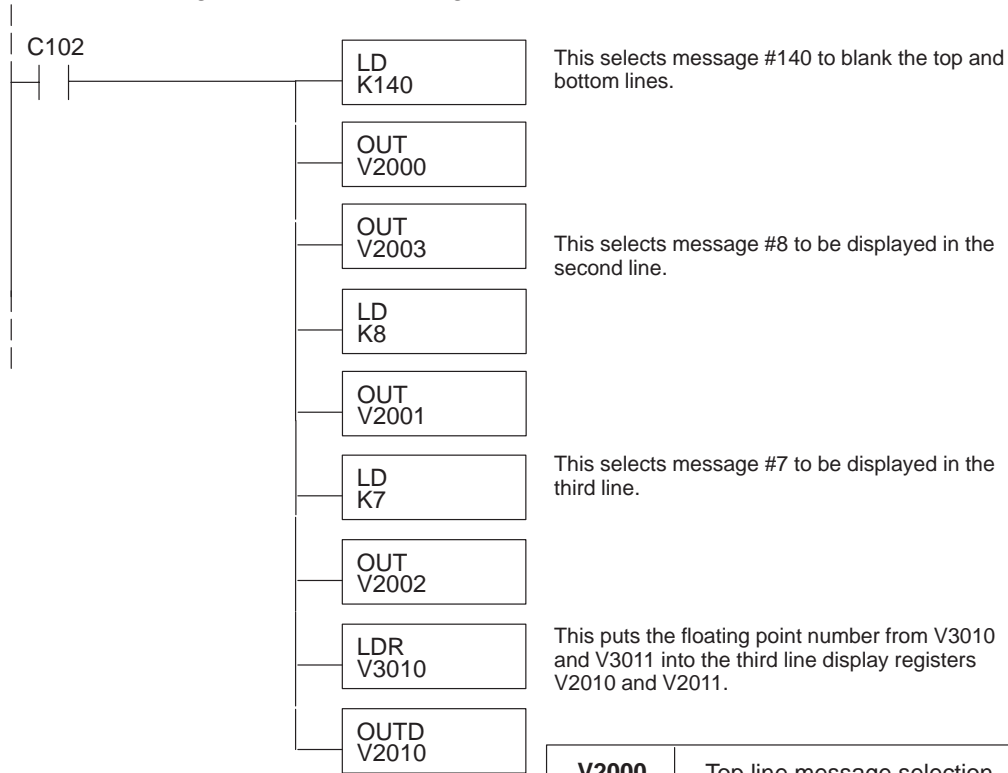 C102
LD
K140
This selects message #140 to blank the top and
bottom lines.
OUT
V2000
OUT
V2003
This selects message #8 to be displayed in the
second line.
LD
K8
OUT
V2001
LD
K7
This selects message #7 to be displayed in the
third line.
OUT
V2002
LDR
V3010
This puts the floating point number from V3010
and V3011 into the third line display registers
V2010 and V2011.
OUTD
V2010
V2000 Top line message selection